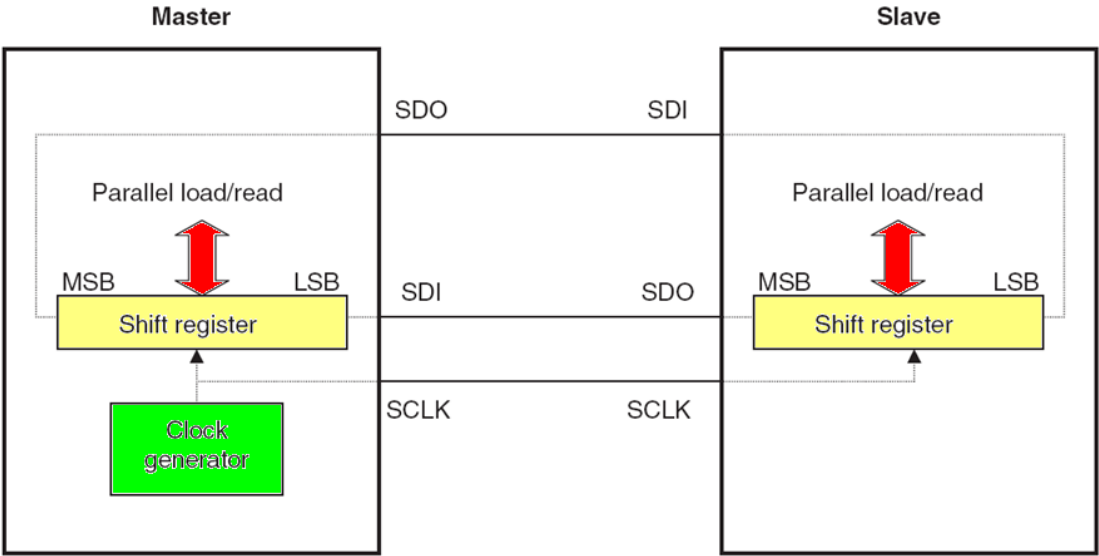 Master
Slave
SDO
SDI
Parallel load/read
Parallel load/read
MSB
LSB
SDI
SDO
MSB
LSB
Shift register
Shift register
SCLK
SCLK
Clock
generator